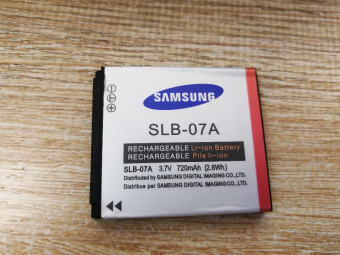 SAMSUNG
SLB-07A
RECHARGEABLE Li-ion Battery
RECHARGEABLE Pile li-ion
SLB-07A 3.7V 720mAh (2.6Wh)
Distribué by SAMSUNG DIGITAL IMAGING CO., LTD.
Distribué par SAMSUNG DIGITAL IMAGING CO., LTD.